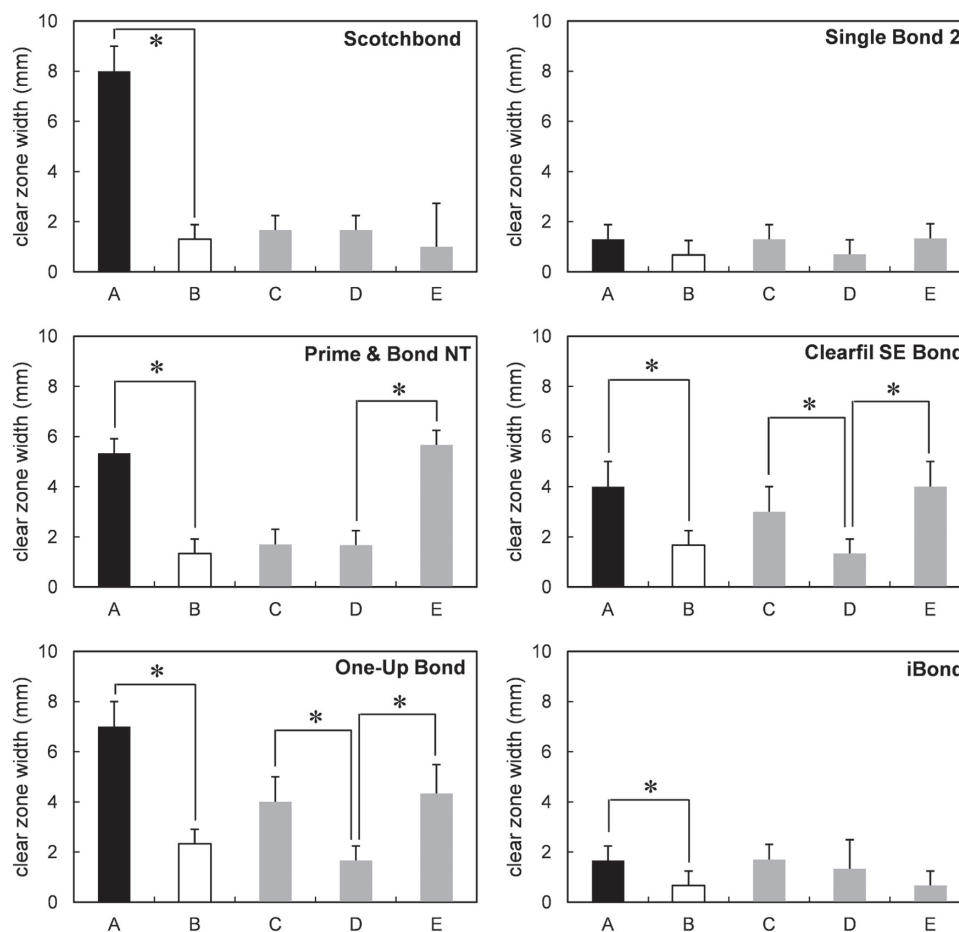 Scotchbond
clear zone width (mm)
10
8
6
4
2
0
*
A B C D E
Single Bond 2
clear zone width (mm)
10
8
6
4
2
0
A B C D E
Prime & Bond NT
clear zone width (mm)
10
8
6
4
2
0
* *
A B C D E
Clearfil SE Bond
clear zone width (mm)
10
8
6
4
2
0
* * *
A B C D E
One-Up Bond
clear zone width (mm)
10
8
6
4
2
0
* * *
A B C D E
iBond
clear zone width (mm)
10
8
6
4
2
0
*
A B C D E